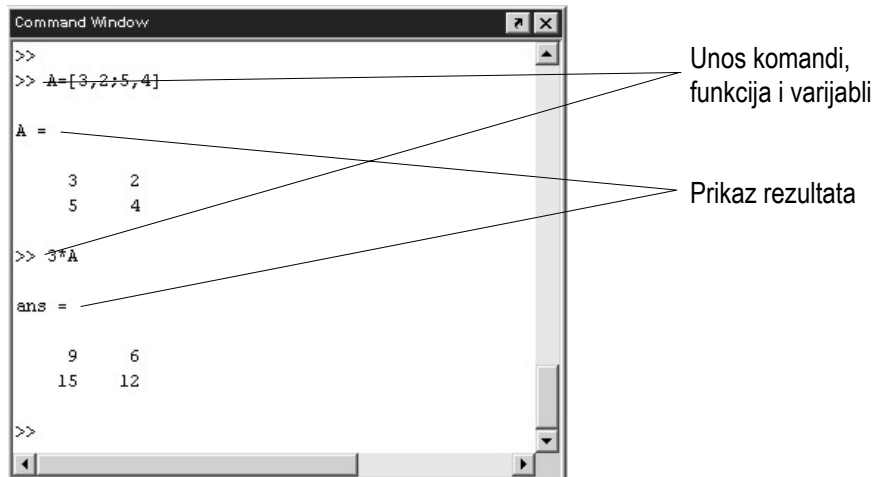 Command Window
>>
>> A=[3,2;5,4]
A =
3 2
5 4
>> 3*A
ans =
9 6
15 12
>>
Unos komandi,
funkcija i varijabli
Prikaz rezultata